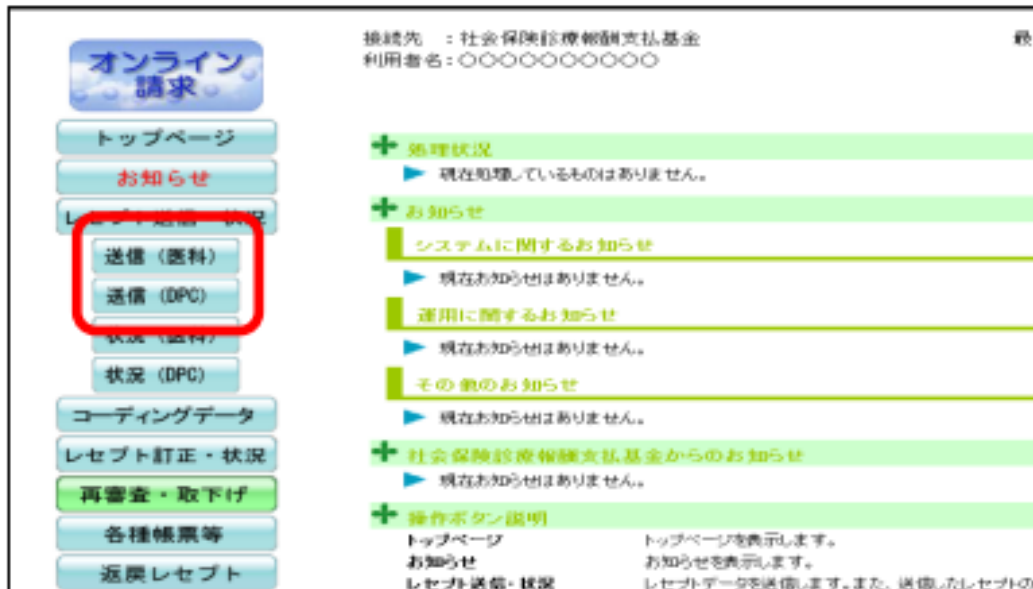 オンライン
請求
トップページ
お知らせ
レセプト送信・状況
送信（医科）
送信（DPC）
状況（医科）
状況（DPC）
コーディングデータ
レセプト訂正・状況
再審査・取下げ
各種帳票等
返戻レセプト
接続先　：社会保険診療報酬支払基金
最
利用者名：○○○○○○○○○○
処理状況
現在処理しているものはありません。
お知らせ
システムに関するお知らせ
現在お知らせはありません。
運用に関するお知らせ
現在お知らせはありません。
その他のお知らせ
現在お知らせはありません。
社会保険診療報酬支払基金からのお知らせ
現在お知らせはありません。
操作ボタン説明
トップページ　トップページを表示します。
お知らせ　お知らせを表示します。
レセプト送信・状況　レセプトデータを送信します。また、送信したレセプトの